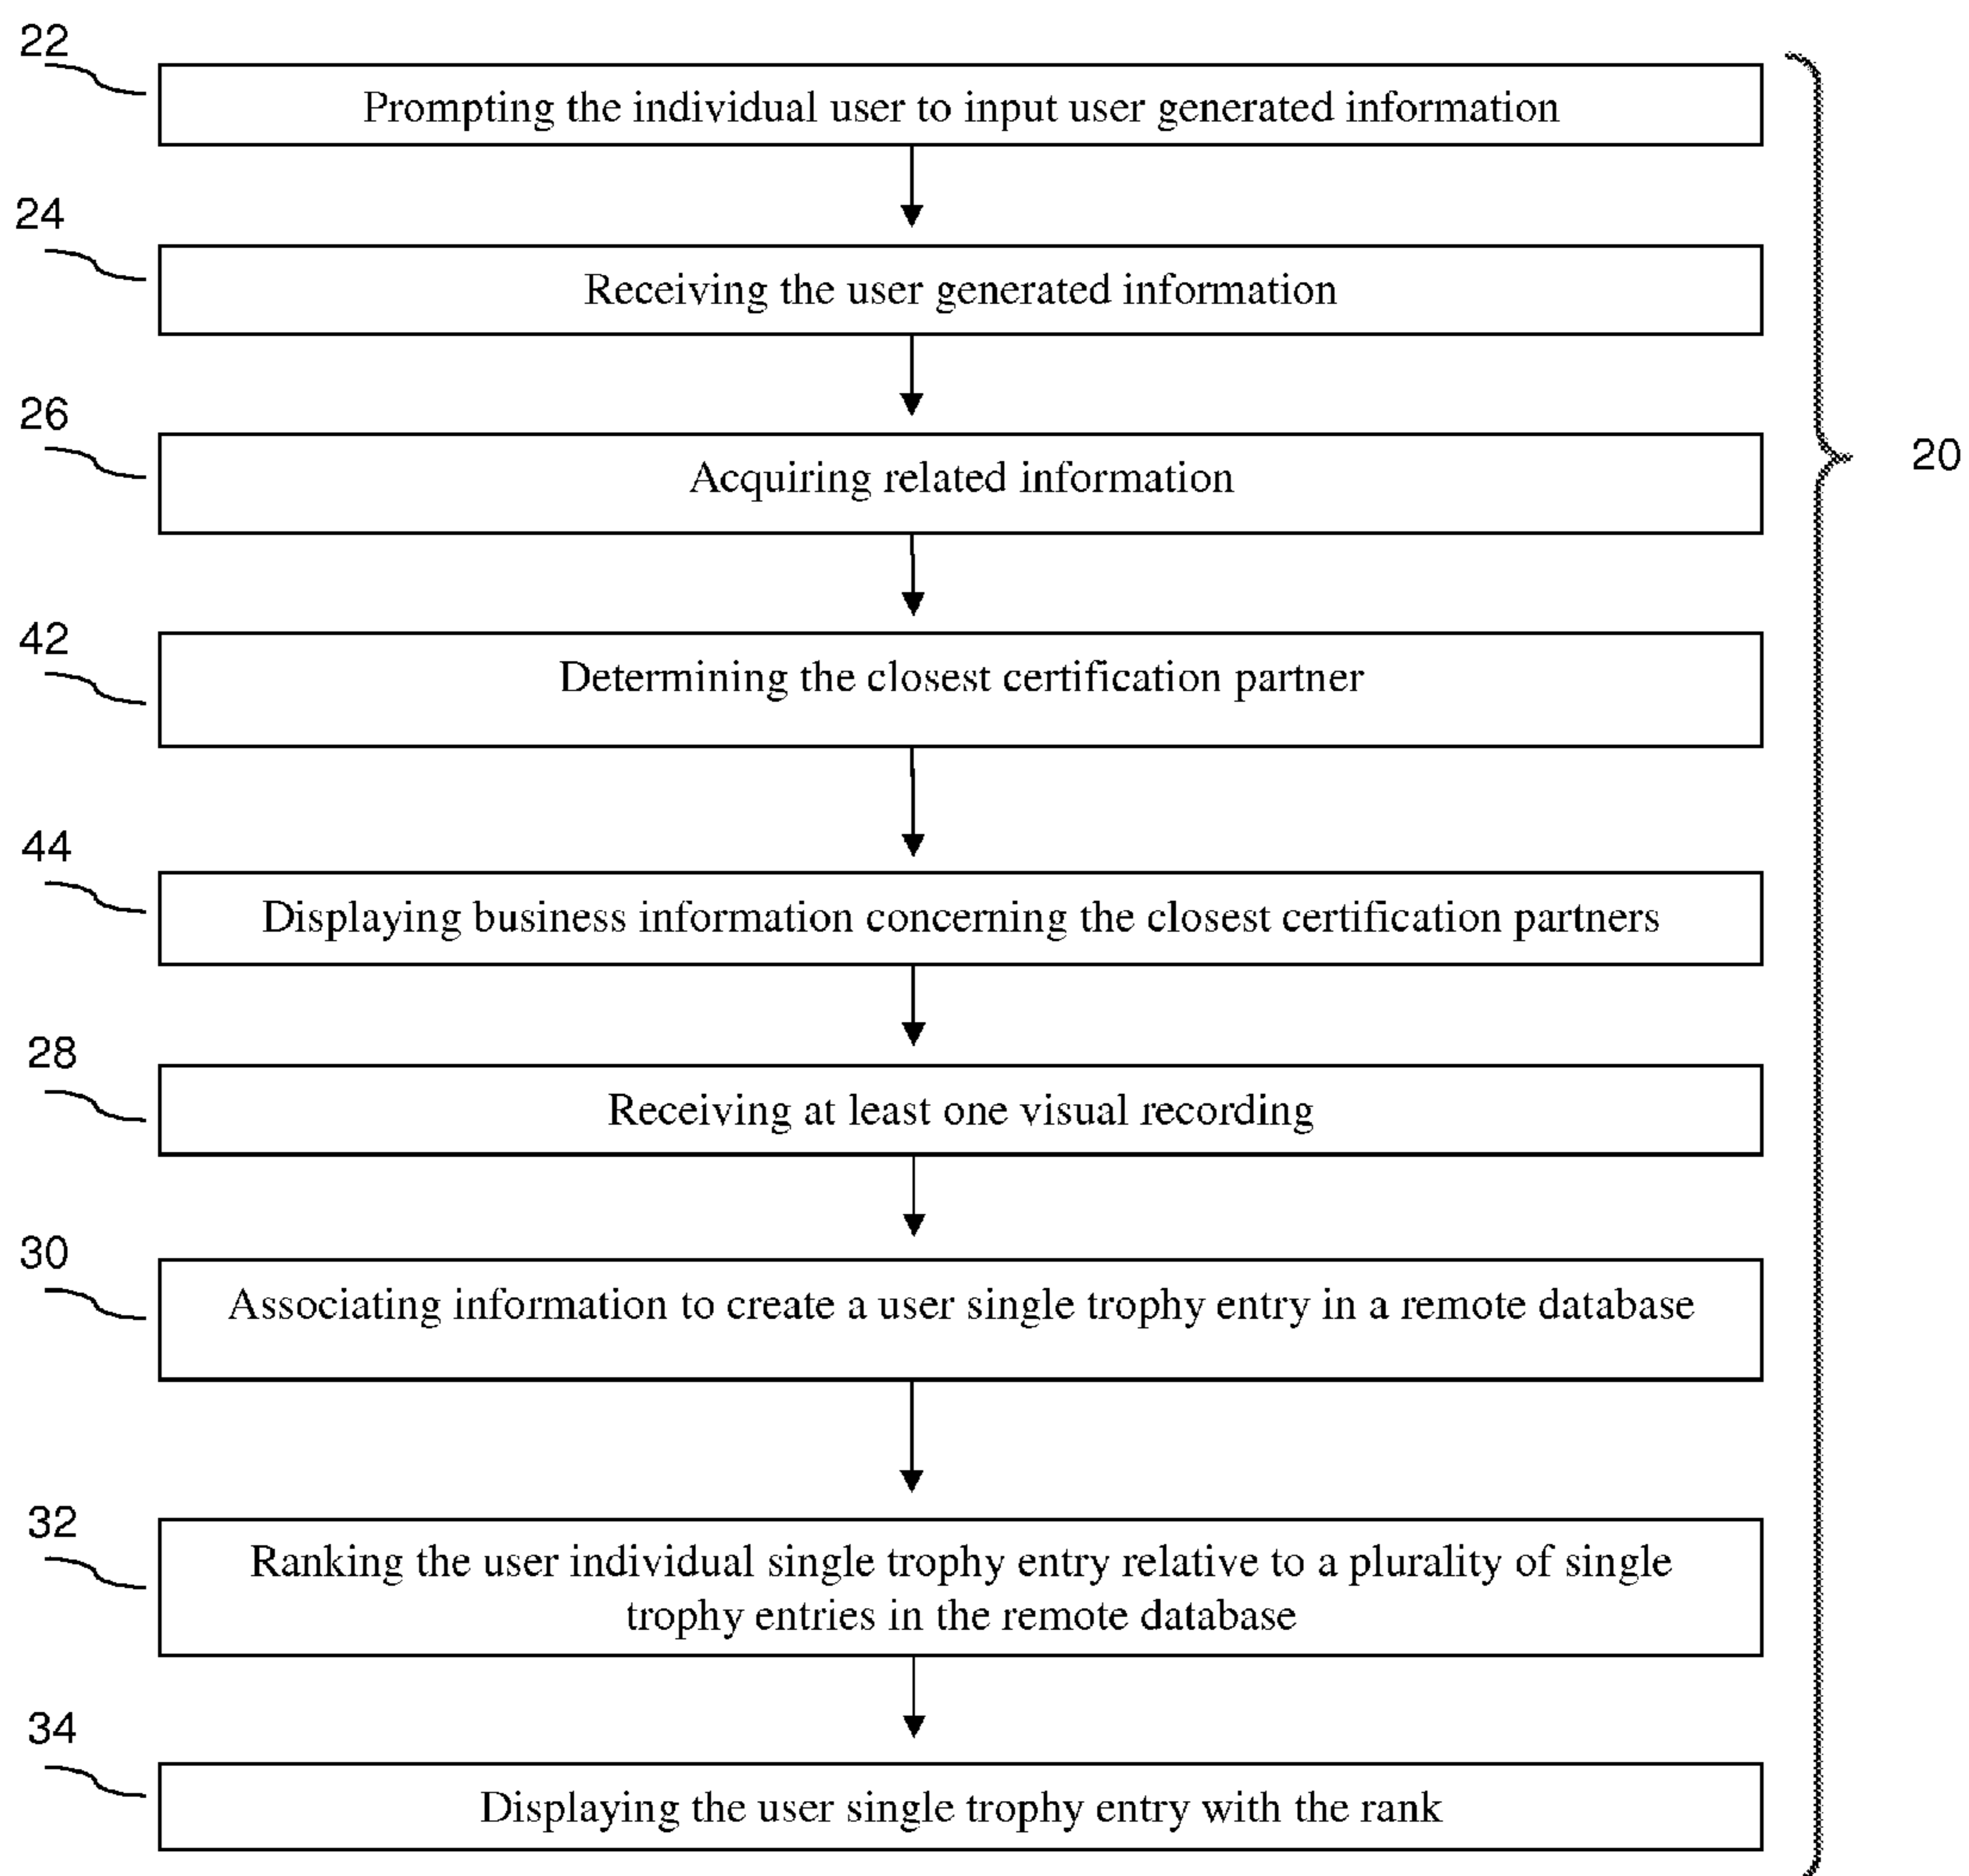 22
Prompting the individual user to input user generated information
24
Receiving the user generated information
26
Acquiring related information
20
42
Determining the closest certification partner
44
Displaying business information concerning the closest certification partners
28
Receiving at least one visual recording
30
Associating information to create a user single trophy entry in a remote database
32
Ranking the user individual single trophy entry relative to a plurality of single
trophy entries in the remote database
34
Displaying the user single trophy entry with the rank